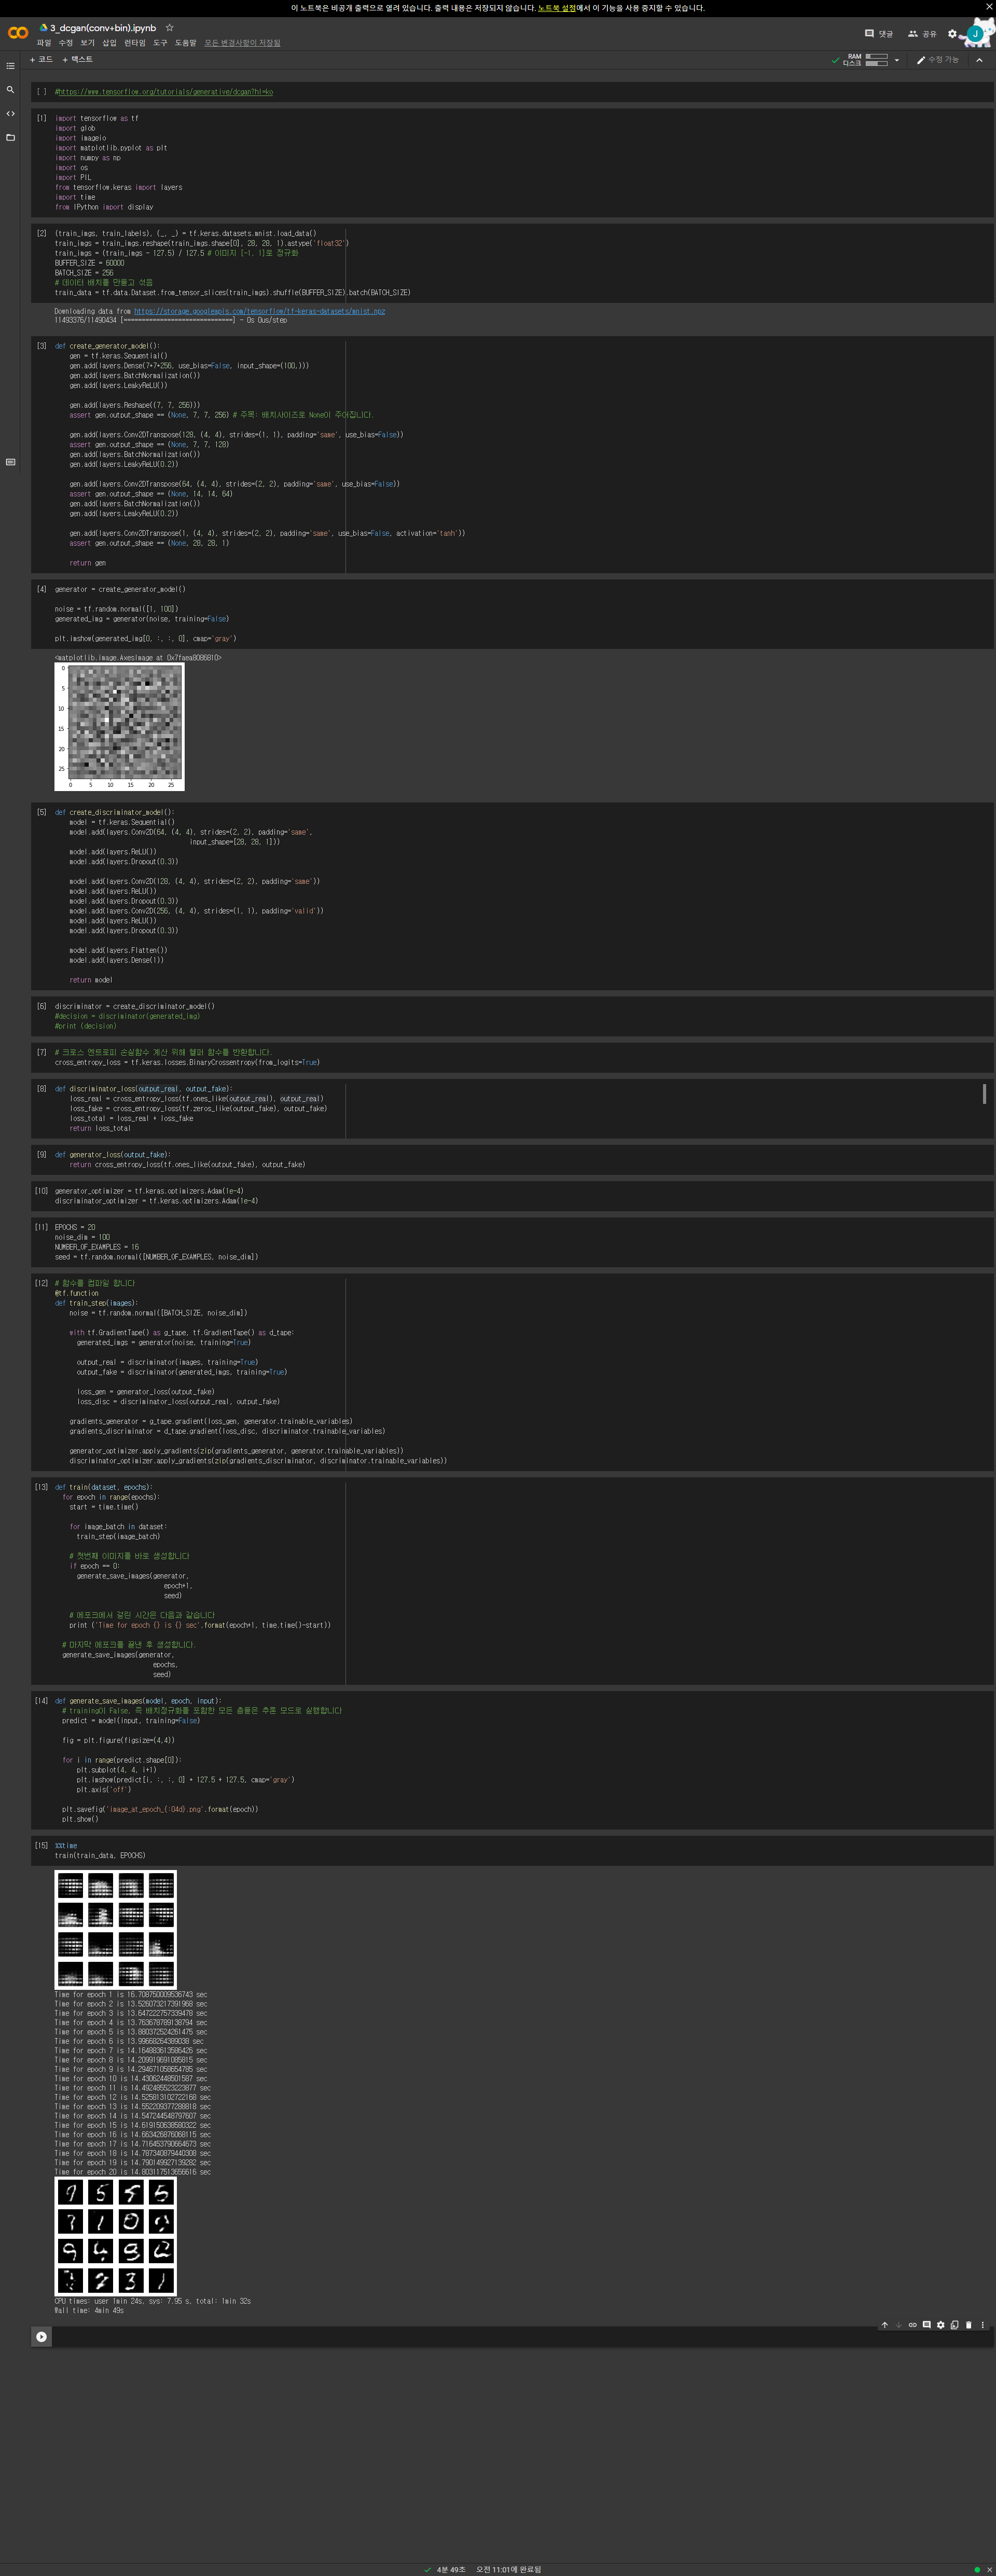 이 노트북은 비공개 출력으로 열려 있습니다. 출력 내용은 저장되지 않습니다. 노트북 설정에서 이 기능을 사용 중지할 수 있습니다.
3_dcgan(conv+bin).ipynb
댓글 공유 J
파일 수정 보기 삽입 런타임 도구 도움말 모든 변경사항이 저장됨
+ 코드 + 텍스트
RAM
디스크
수정 가능
[ ] #https://www.tensorflow.org/tutorials/generative/dcgan?hl=ko
[1] import tensorflow as tf
import glob
import imageio
import matplotlib.pyplot as plt
import numpy as np
import os
import PIL
from tensorflow.keras import layers
import time
from IPython import display
[2] (train_imgs, train_labels), (_, _) = tf.keras.datasets.mnist.load_data()
train_imgs = train_imgs.reshape(train_imgs.shape[0], 28, 28, 1).astype('float32')
train_imgs = (train_imgs - 127.5) / 127.5 # 이미지 [-1, 1]로 정규화
BUFFER_SIZE = 60000
BATCH_SIZE = 256
# 데이터 배치를 만들고 섞음
train_data = tf.data.Dataset.from_tensor_slices(train_imgs).shuffle(BUFFER_SIZE).batch(BATCH_SIZE)
Downloading data from https://storage.googleapis.com/tensorflow/tf-keras-datasets/mnist.npz
11493376/11490434 [==============================] - 0s 0us/step
[3] def create_generator_model():
gen = tf.keras.Sequential()
gen.add(layers.Dense(7*7*256, use_bias=False, input_shape=(100,)))
gen.add(layers.BatchNormalization())
gen.add(layers.LeakyReLU())
gen.add(layers.Reshape((7, 7, 256)))
assert gen.output_shape == (None, 7, 7, 256) # 주목: 배치사이즈로 None이 주어집니다.
gen.add(layers.Conv2DTranspose(128, (4, 4), strides=(1, 1), padding='same', use_bias=False))
assert gen.output_shape == (None, 7, 7, 128)
gen.add(layers.BatchNormalization())
gen.add(layers.LeakyReLU(0.2))
gen.add(layers.Conv2DTranspose(64, (4, 4), strides=(2, 2), padding='same', use_bias=False))
assert gen.output_shape == (None, 14, 14, 64)
gen.add(layers.BatchNormalization())
gen.add(layers.LeakyReLU(0.2))
gen.add(layers.Conv2DTranspose(1, (4, 4), strides=(2, 2), padding='same', use_bias=False, activation='tanh'))
assert gen.output_shape == (None, 28, 28, 1)
return gen
[4] generator = create_generator_model()
noise = tf.random.normal([1, 100])
generated_img = generator(noise, training=False)
plt.imshow(generated_img[0, :, :, 0], cmap='gray')
<matplotlib.image.AxesImage at 0x7faea8086810>
0
5
10
15
20
25
0 5 10 15 20 25
[5] def create_discriminator_model():
model = tf.keras.Sequential()
model.add(layers.Conv2D(64, (4, 4), strides=(2, 2), padding='same',
input_shape=[28, 28, 1]))
model.add(layers.ReLU())
model.add(layers.Dropout(0.3))
model.add(layers.Conv2D(128, (4, 4), strides=(2, 2), padding='same'))
model.add(layers.ReLU())
model.add(layers.Dropout(0.3))
model.add(layers.Conv2D(256, (4, 4), strides=(1, 1), padding='valid'))
model.add(layers.ReLU())
model.add(layers.Dropout(0.3))
model.add(layers.Flatten())
model.add(layers.Dense(1))
return model
[6] discriminator = create_discriminator_model()
#decision = discriminator(generated_img)
#print (decision)
[7] # 크로스 엔트로피 손실함수 계산 위해 헬퍼 함수를 반환합니다.
cross_entropy_loss = tf.keras.losses.BinaryCrossentropy(from_logits=True)
[8] def discriminator_loss(output_real, output_fake):
loss_real = cross_entropy_loss(tf.ones_like(output_real), output_real)
loss_fake = cross_entropy_loss(tf.zeros_like(output_fake), output_fake)
loss_total = loss_real + loss_fake
return loss_total
[9] def generator_loss(output_fake):
return cross_entropy_loss(tf.ones_like(output_fake), output_fake)
[10] generator_optimizer = tf.keras.optimizers.Adam(1e-4)
discriminator_optimizer = tf.keras.optimizers.Adam(1e-4)
[11] EPOCHS = 20
noise_dim = 100
NUMBER_OF_EXAMPLES = 16
seed = tf.random.normal([NUMBER_OF_EXAMPLES, noise_dim])
[12] # 함수를 컴파일 합니다
@tf.function
def train_step(images):
noise = tf.random.normal([BATCH_SIZE, noise_dim])
with tf.GradientTape() as g_tape, tf.GradientTape() as d_tape:
generated_imgs = generator(noise, training=True)
output_real = discriminator(images, training=True)
output_fake = discriminator(generated_imgs, training=True)
loss_gen = generator_loss(output_fake)
loss_disc = discriminator_loss(output_real, output_fake)
gradients_generator = g_tape.gradient(loss_gen, generator.trainable_variables)
gradients_discriminator = d_tape.gradient(loss_disc, discriminator.trainable_variables)
generator_optimizer.apply_gradients(zip(gradients_generator, generator.trainable_variables))
discriminator_optimizer.apply_gradients(zip(gradients_discriminator, discriminator.trainable_variables))
[13] def train(dataset, epochs):
for epoch in range(epochs):
start = time.time()
for image_batch in dataset:
train_step(image_batch)
# 첫번째 이미지를 바로 생성합니다
if epoch == 0:
generate_save_images(generator,
epoch+1,
seed)
# 에포크에서 걸린 시간은 다음과 같습니다
print ('Time for epoch {} is {} sec'.format(epoch+1, time.time()-start))
# 마지막 에포크를 끝낸 후 생성합니다.
generate_save_images(generator,
epochs,
seed)
[14] def generate_save_images(model, epoch, input):
# training이 False, 즉 배치정규화를 포함한 모든 층들은 추론 모드로 실행합니다
predict = model(input, training=False)
fig = plt.figure(figsize=(4,4))
for i in range(predict.shape[0]):
plt.subplot(4, 4, i+1)
plt.imshow(predict[i, :, :, 0] * 127.5 + 127.5, cmap='gray')
plt.axis('off')
plt.savefig('image_at_epoch_{:04d}.png'.format(epoch))
plt.show()
[15] %%time
train(train_data, EPOCHS)
Time for epoch 1 is 16.708750009536743 sec
Time for epoch 2 is 13.526073217391968 sec
Time for epoch 3 is 13.647222757339478 sec
Time for epoch 4 is 13.763678789138794 sec
Time for epoch 5 is 13.880372524261475 sec
Time for epoch 6 is 13.99668264389038 sec
Time for epoch 7 is 14.164883613586426 sec
Time for epoch 8 is 14.209919691085815 sec
Time for epoch 9 is 14.294671058654785 sec
Time for epoch 10 is 14.43062448501587 sec
Time for epoch 11 is 14.492485523223877 sec
Time for epoch 12 is 14.525813102722168 sec
Time for epoch 13 is 14.552209377288818 sec
Time for epoch 14 is 14.547244548797607 sec
Time for epoch 15 is 14.619150638580322 sec
Time for epoch 16 is 14.663426876068115 sec
Time for epoch 17 is 14.716453790664673 sec
Time for epoch 18 is 14.787340879440308 sec
Time for epoch 19 is 14.790149927139282 sec
Time for epoch 20 is 14.803117513656616 sec
CPU times: user 1min 24s, sys: 7.95 s, total: 1min 32s
Wall time: 4min 49s
4분 49초 오전 11:01에 완료됨